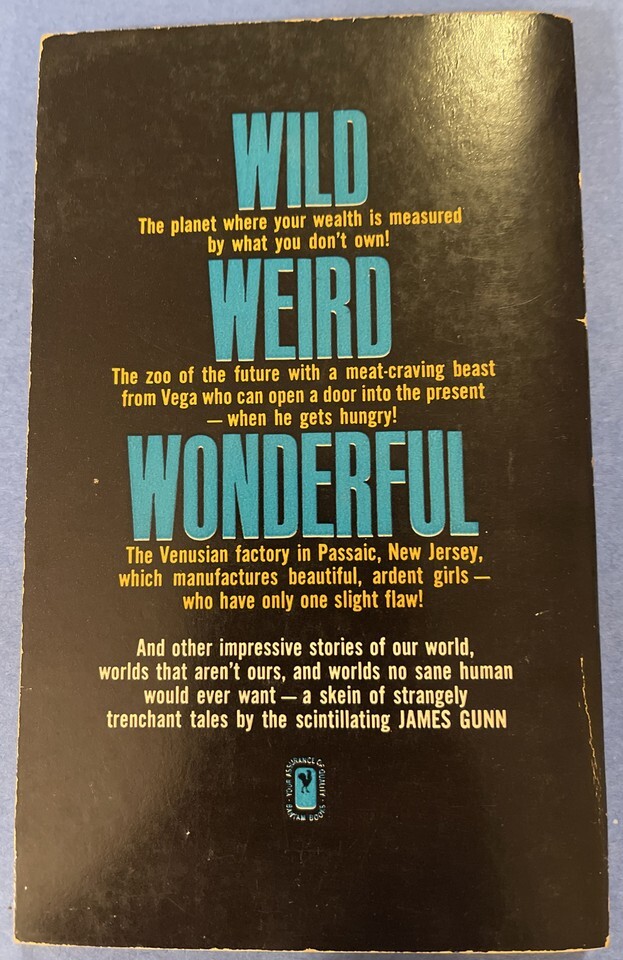 WILD
The planet where your wealth is measured
by what you don't own!
WEIRD
The zoo of the future with a meat-craving beast
from Vega who can open a door into the present
— when he gets hungry!
WONDERFUL
The Venusian factory in Passaic, New Jersey,
which manufactures beautiful, ardent girls —
who have only one slight flaw!
And other impressive stories of our world,
worlds that aren't ours, and worlds no sane human
would ever want — a skein of strangely
trenchant tales by the scintillating JAMES GUNN
YOUR ASSURANCE OF QUALITY
BANTAM BOOKS